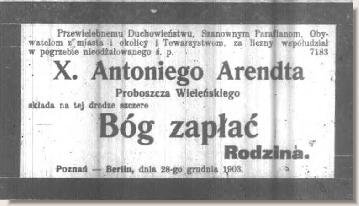 Przewielebnemu Duchowieństwu, Szanownym Parafianom, Oby-
watelom z miasta i okolicy i Towarzystwom, za liczny współudział
w pogrzebie nieodżałowanego ś. p. 7183
X. Antoniego Arendta
Proboszcza Wieleńskiego
składa na tej drodze szczere
Bóg zapłać
Rodzina.
Poznań — Berlin, dnia 28-go grudnia 1903.